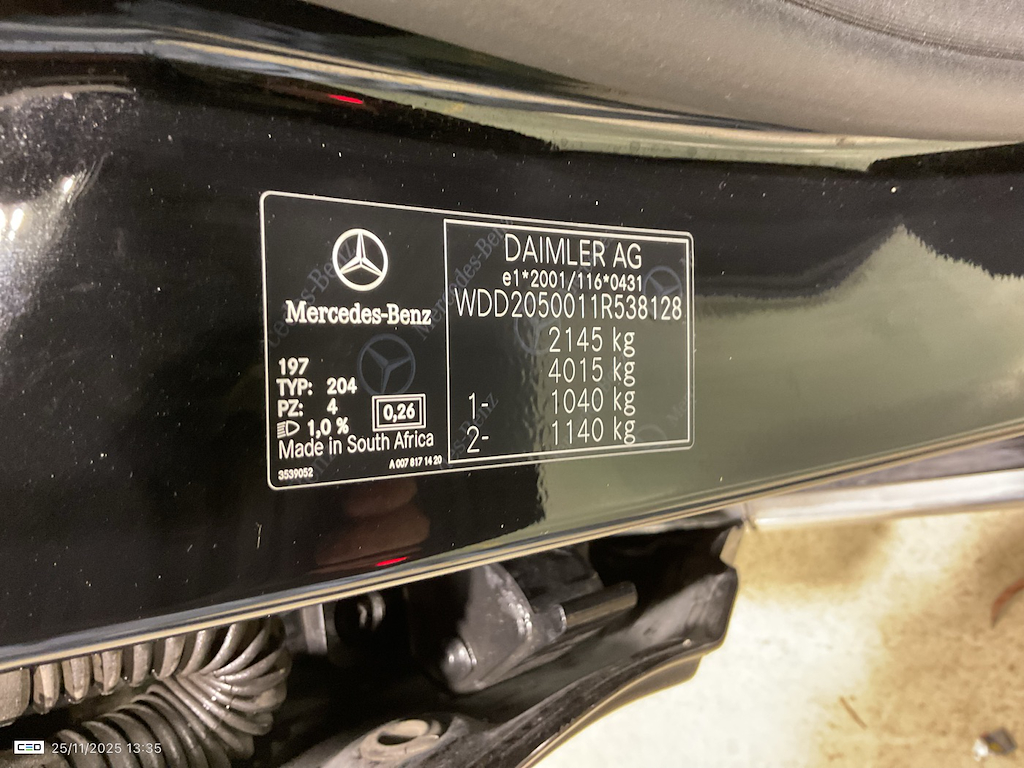 Mercedes-Benz
197
TYP: 204
PZ: 4
0,26
1,0 %
Made in South Africa
3539052
A 007 817 14 20
DAIMLER AG
e1*2001/116*0431
WDD2050011R538128
2145 kg
4015 kg
1- 1040 kg
2- 1140 kg
25/11/2025 13:35